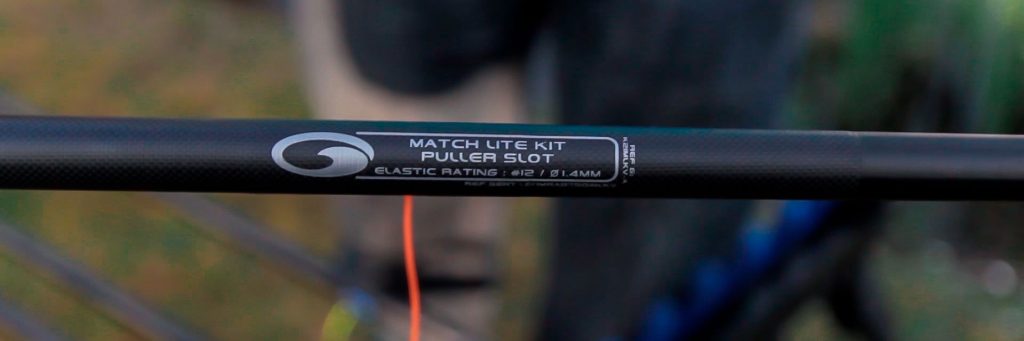 MATCH LITE KIT
PULLER SLOT
ELASTIC RATING : #12 / Ø1.4MM